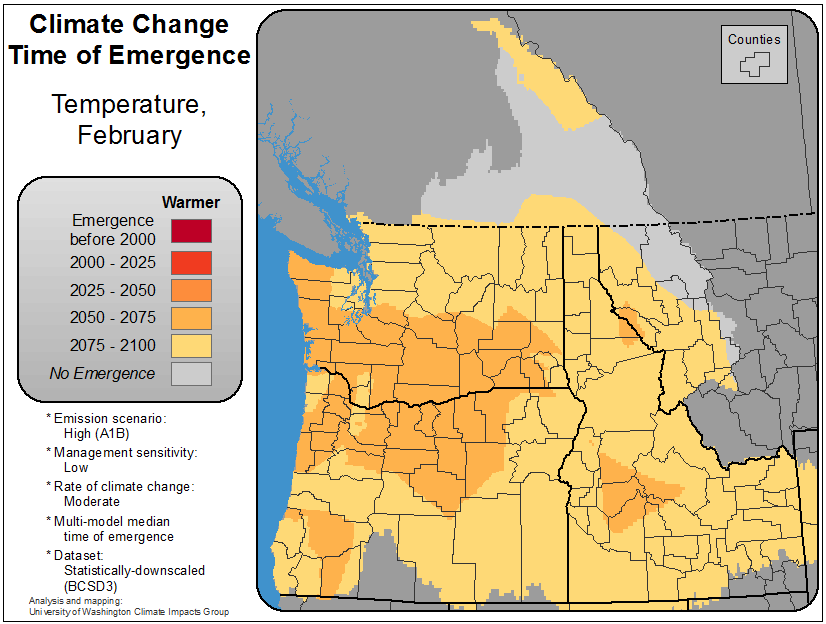 Climate Change
Time of Emergence
Temperature,
February
Warmer
Emergence
before 2000
2000 - 2025
2025 - 2050
2050 - 2075
2075 - 2100
No Emergence
* Emission scenario:
High (A1B)
* Management sensitivity:
Low
* Rate of climate change:
Moderate
* Multi-model median
time of emergence
* Dataset:
Statistically-downscaled
(BCSD3)
Analysis and mapping:
University of Washington Climate Impacts Group
Counties